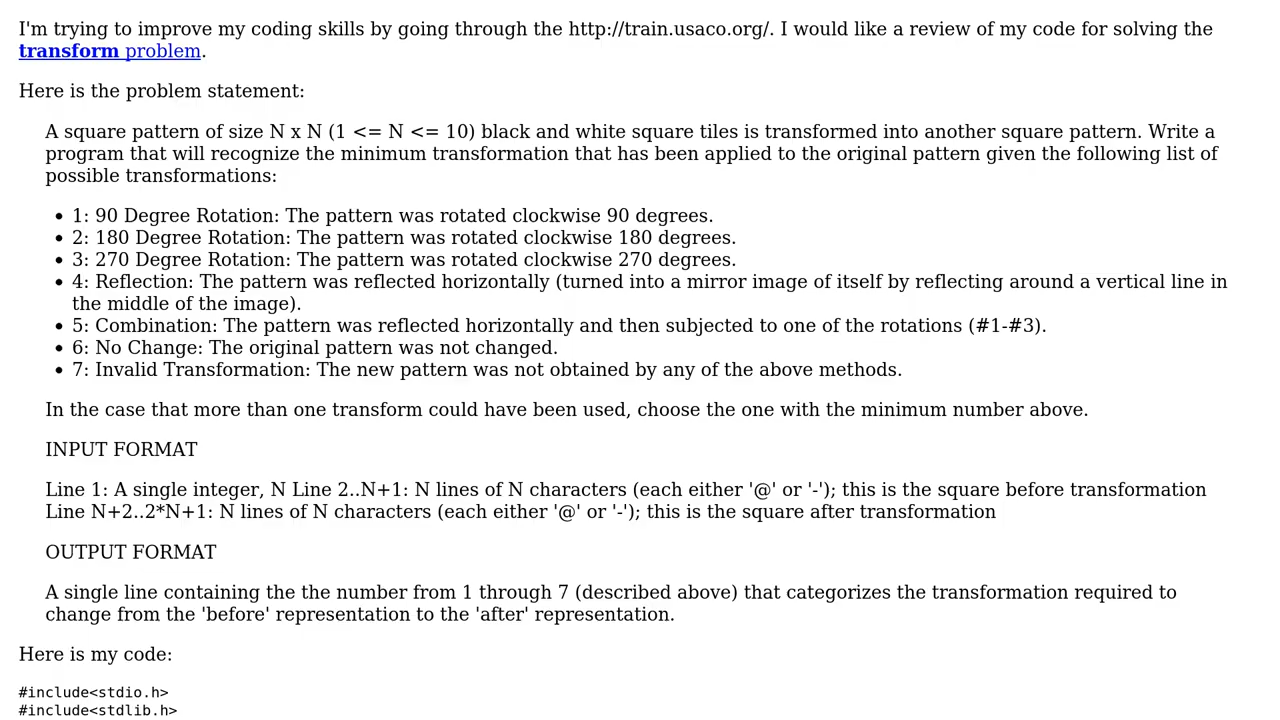 I'm trying to improve my coding skills by going through the http://train.usaco.org/. I would like a review of my code for solving the
transform problem.
Here is the problem statement:
A square pattern of size N x N (1 <= N <= 10) black and white square tiles is transformed into another square pattern. Write a
program that will recognize the minimum transformation that has been applied to the original pattern given the following list of
possible transformations:
• 1: 90 Degree Rotation: The pattern was rotated clockwise 90 degrees.
• 2: 180 Degree Rotation: The pattern was rotated clockwise 180 degrees.
• 3: 270 Degree Rotation: The pattern was rotated clockwise 270 degrees.
• 4: Reflection: The pattern was reflected horizontally (turned into a mirror image of itself by reflecting around a vertical line in
the middle of the image).
• 5: Combination: The pattern was reflected horizontally and then subjected to one of the rotations (#1-#3).
• 6: No Change: The original pattern was not changed.
• 7: Invalid Transformation: The new pattern was not obtained by any of the above methods.
In the case that more than one transform could have been used, choose the one with the minimum number above.
INPUT FORMAT
Line 1: A single integer, N Line 2..N+1: N lines of N characters (each either '@' or '-'); this is the square before transformation
Line N+2..2*N+1: N lines of N characters (each either '@' or '-'); this is the square after transformation
OUTPUT FORMAT
A single line containing the the number from 1 through 7 (described above) that categorizes the transformation required to
change from the 'before' representation to the 'after' representation.
Here is my code:
#include<stdio.h>
#include<stdlib.h>